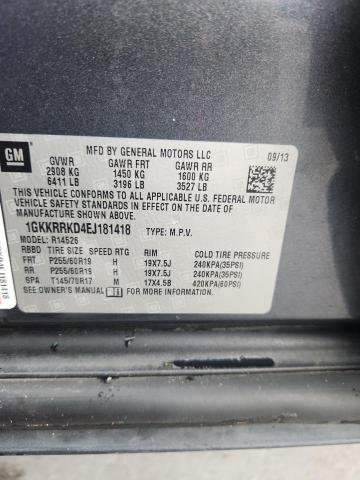 GM
MFD BY GENERAL MOTORS LLC 09/13
GVWR GAWR FRT GAWR RR
2908 KG 1450 KG 1600 KG
6411 LB 3196 LB 3527 LB
THIS VEHICLE CONFORMS TO ALL APPLICABLE U.S. FEDERAL MOTOR
VEHICLE SAFETY AND THEFT PREVENTION STANDARDS IN EFFECT ON
THE DATE OF MANUFACTURE SHOWN ABOVE.
1GKKRRKD4EJ181418 TYPE: M.P.V.
MODEL: R14526
RBBD TIRE SIZE SPEED RTG RIM COLD TIRE PRESSURE
FRT P255/60R19 H 19X7.5J 240KPA(35PSI)
RR P255/60R19 H 19X7.5J 240KPA(35PSI)
SPA T145/70R17 M 17X4.5B 420KPA(60PSI)
SEE OWNER'S MANUAL FOR ADDITIONAL INFORMATION.